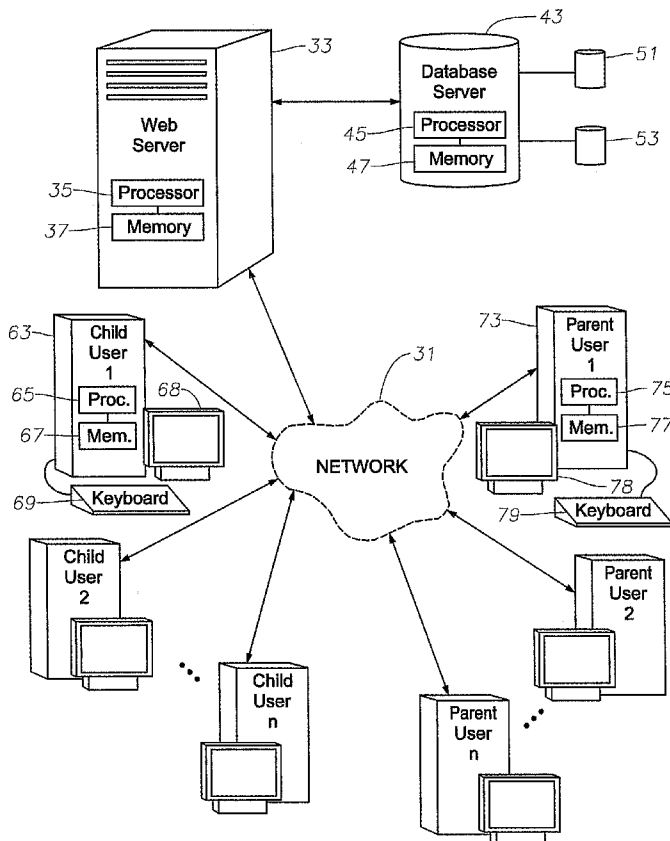 33
43
51
Database
Server
45
Processor
53
47
Memory
Web
Server
35
Processor
37
Memory
63
Child
User
1
65
Proc.
67
Mem.
68
69
Keyboard
31
NETWORK
73
Parent
User
1
75
Proc.
77
Mem.
78
79
Keyboard
Child
User
2
Child
User
n
Parent
User
n
Parent
User
2